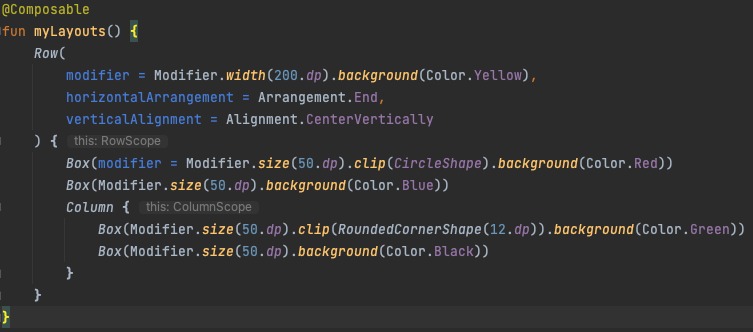 @Composable
fun myLayouts() {
    Row(
        modifier = Modifier.width(200.dp).background(Color.Yellow),
        horizontalArrangement = Arrangement.End,
        verticalAlignment = Alignment.CenterVertically
    ) { this: RowScope
        Box(modifier = Modifier.size(50.dp).clip(CircleShape).background(Color.Red))
        Box(Modifier.size(50.dp).background(Color.Blue))
        Column { this: ColumnScope
            Box(Modifier.size(50.dp).clip(RoundedCornerShape(12.dp)).background(Color.Green))
            Box(Modifier.size(50.dp).background(Color.Black))
        }
    }
}